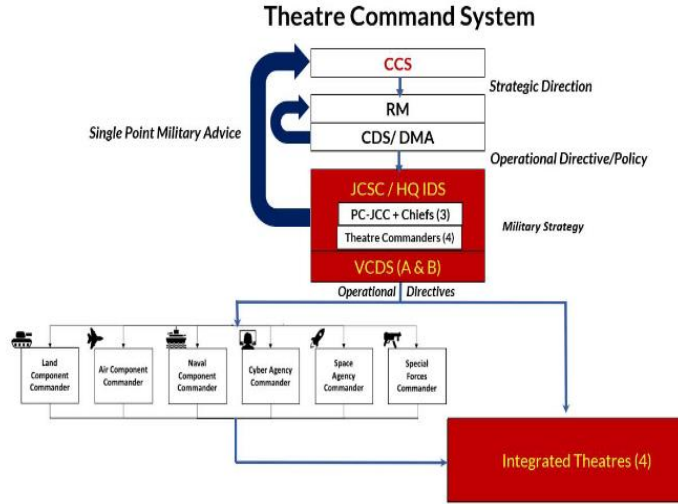 Theatre Command System
CCS
Strategic Direction
RM
Single Point Military Advice
CDS/ DMA
Operational Directive/Policy
JCSC / HQ IDS
PC-JCC + Chiefs (3)
Military Strategy
Theatre Commanders (4)
VCDS (A & B)
Operational Directives
Land
Component
Commander
Air Component
Commander
Naval
Component
Commander
Cyber Agency
Commander
Space
Agency
Commander
Special
Forces
Commander
Integrated Theatres (4)